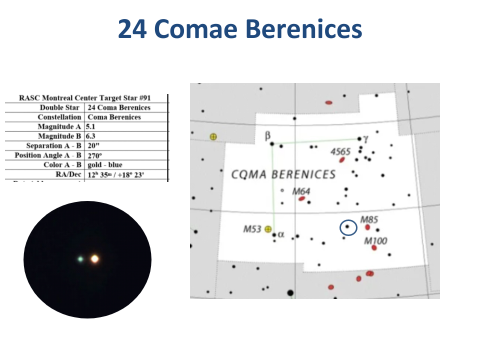 24 Comae Berenices
RASC Montreal Center Target Star #91
Double Star 24 Coma Berenices
Constellation Coma Berenices
Magnitude A 5.1
Magnitude B 6.3
Separation A - B 20"
Position Angle A - B 270°
Color A - B gold - blue
RA/Dec 12ʰ 35ᵐ / +18° 23'
β
γ
4565
COMA BERENICES
M64
M53
α
M85
M100